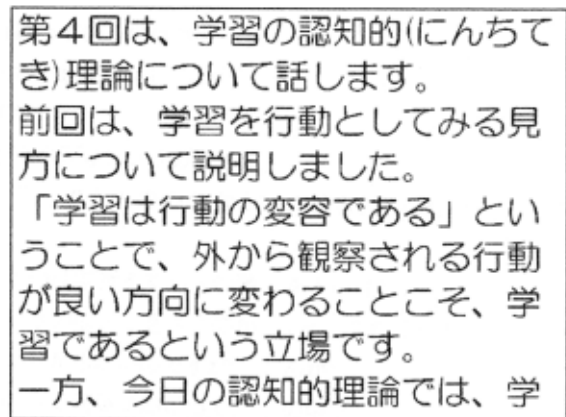 第４回は、学習の認知的(にんちて
き)理論について話します。
前回は、学習を行動としてみる見
方について説明しました。
「学習は行動の変容である」とい
うことで、外から観察される行動
が良い方向に変わることこそ、学
習であるという立場です。
一方、今日の認知的理論では、学